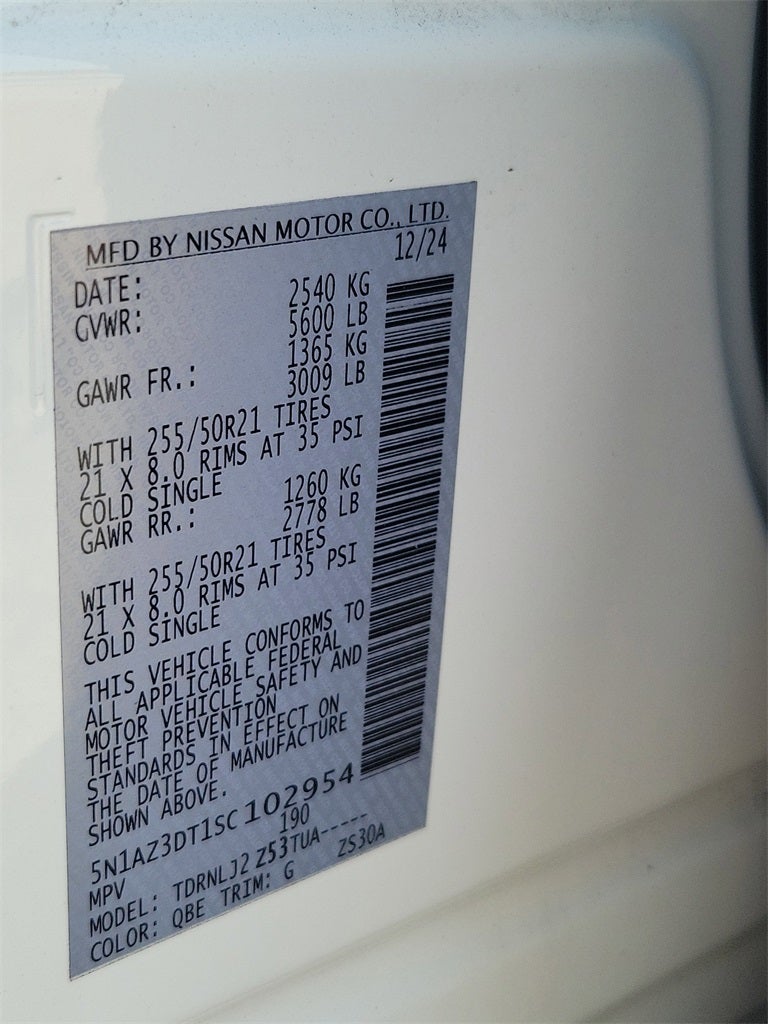 MFD BY NISSAN MOTOR CO., LTD.
DATE: 12/24
GVWR: 2540 KG
5600 LB
GAWR FR.: 1365 KG
3009 LB
WITH 255/50R21 TIRES
21 X 8.0 RIMS AT 35 PSI
COLD SINGLE
GAWR RR.: 1260 KG
2778 LB
WITH 255/50R21 TIRES
21 X 8.0 RIMS AT 35 PSI
COLD SINGLE
THIS VEHICLE CONFORMS TO
ALL APPLICABLE FEDERAL
MOTOR VEHICLE SAFETY AND
THEFT PREVENTION
STANDARDS IN EFFECT ON
THE DATE OF MANUFACTURE
SHOWN ABOVE.
5N1AZ3DT1SC102954
MPV 190
MODEL: TDRNLJ2 Z53TUA-----
COLOR: QBE TRIM: G ZS30A